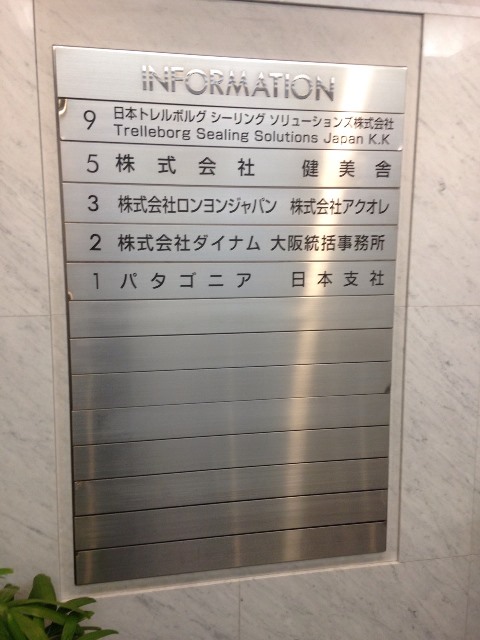 INFORMATION
9 日本トレルボルグ シーリング ソリューションズ株式会社
Trelleborg Sealing Solutions Japan K.K
5 株式会社 健美舎
3 株式会社ロンヨンジャパン 株式会社アクオレ
2 株式会社ダイナム 大阪統括事務所
1 パタゴニア 日本支社